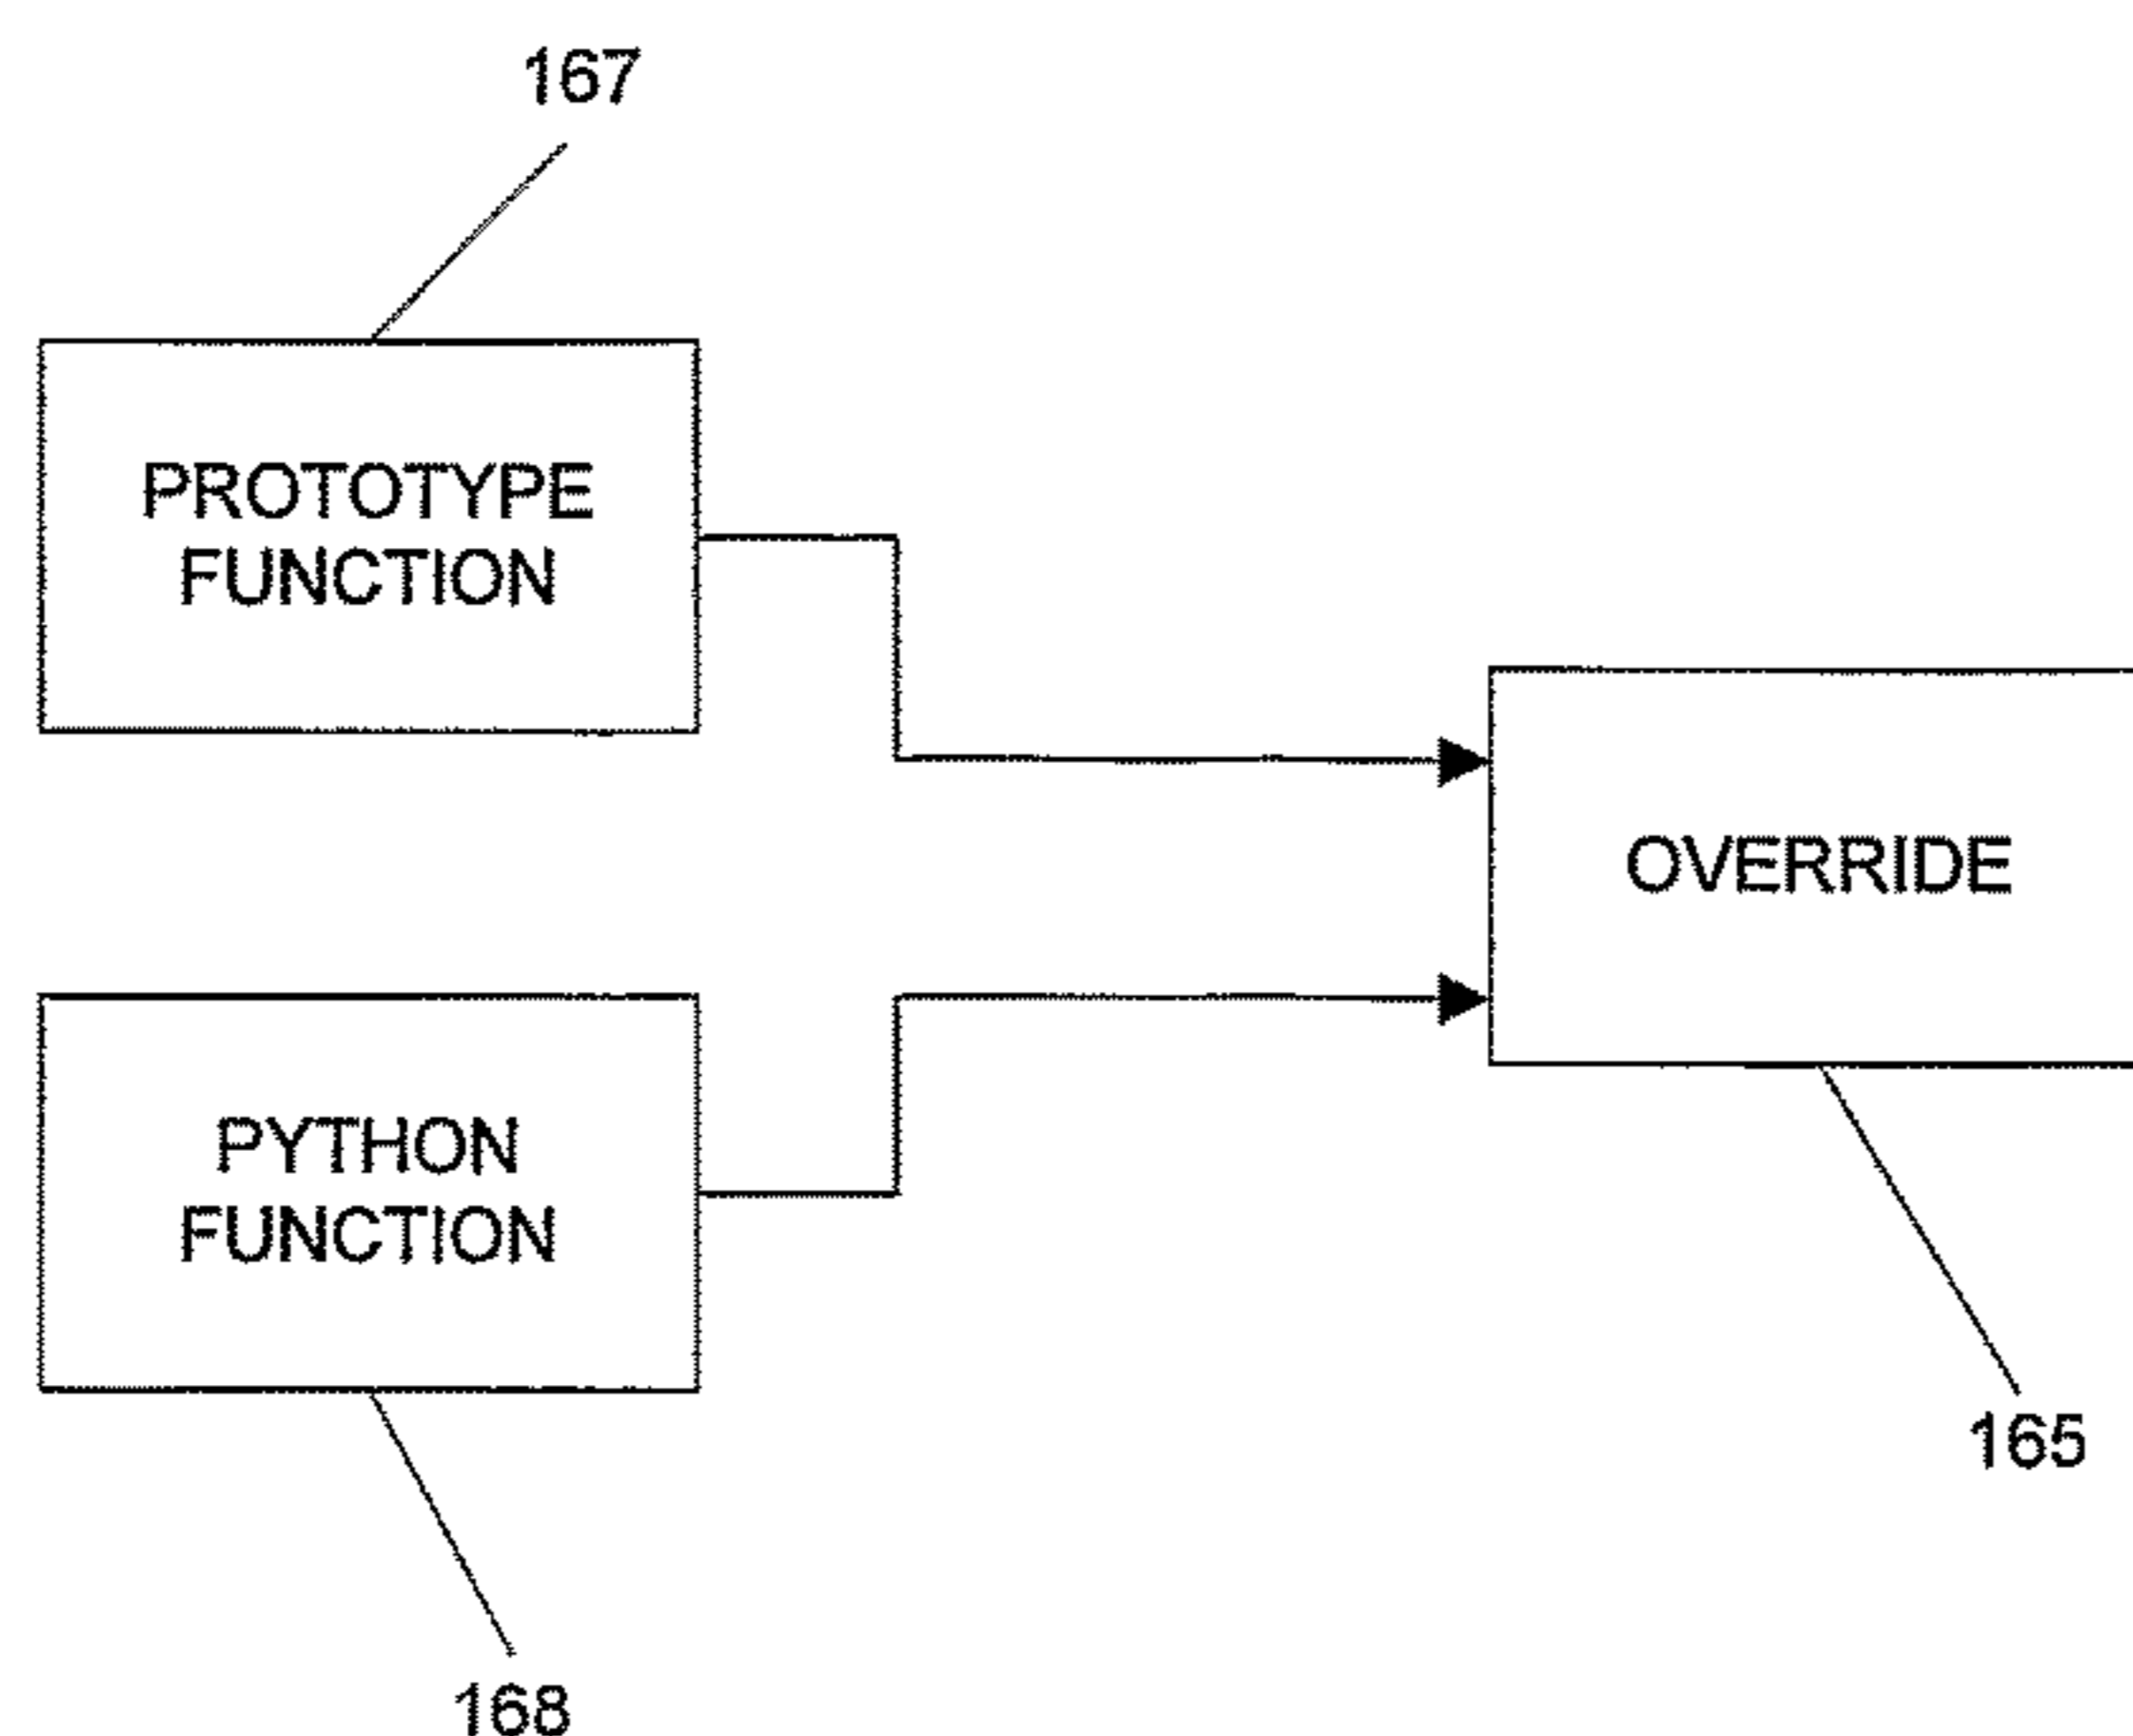 167
PROTOTYPE
FUNCTION
OVERRIDE
PYTHON
FUNCTION
165
168